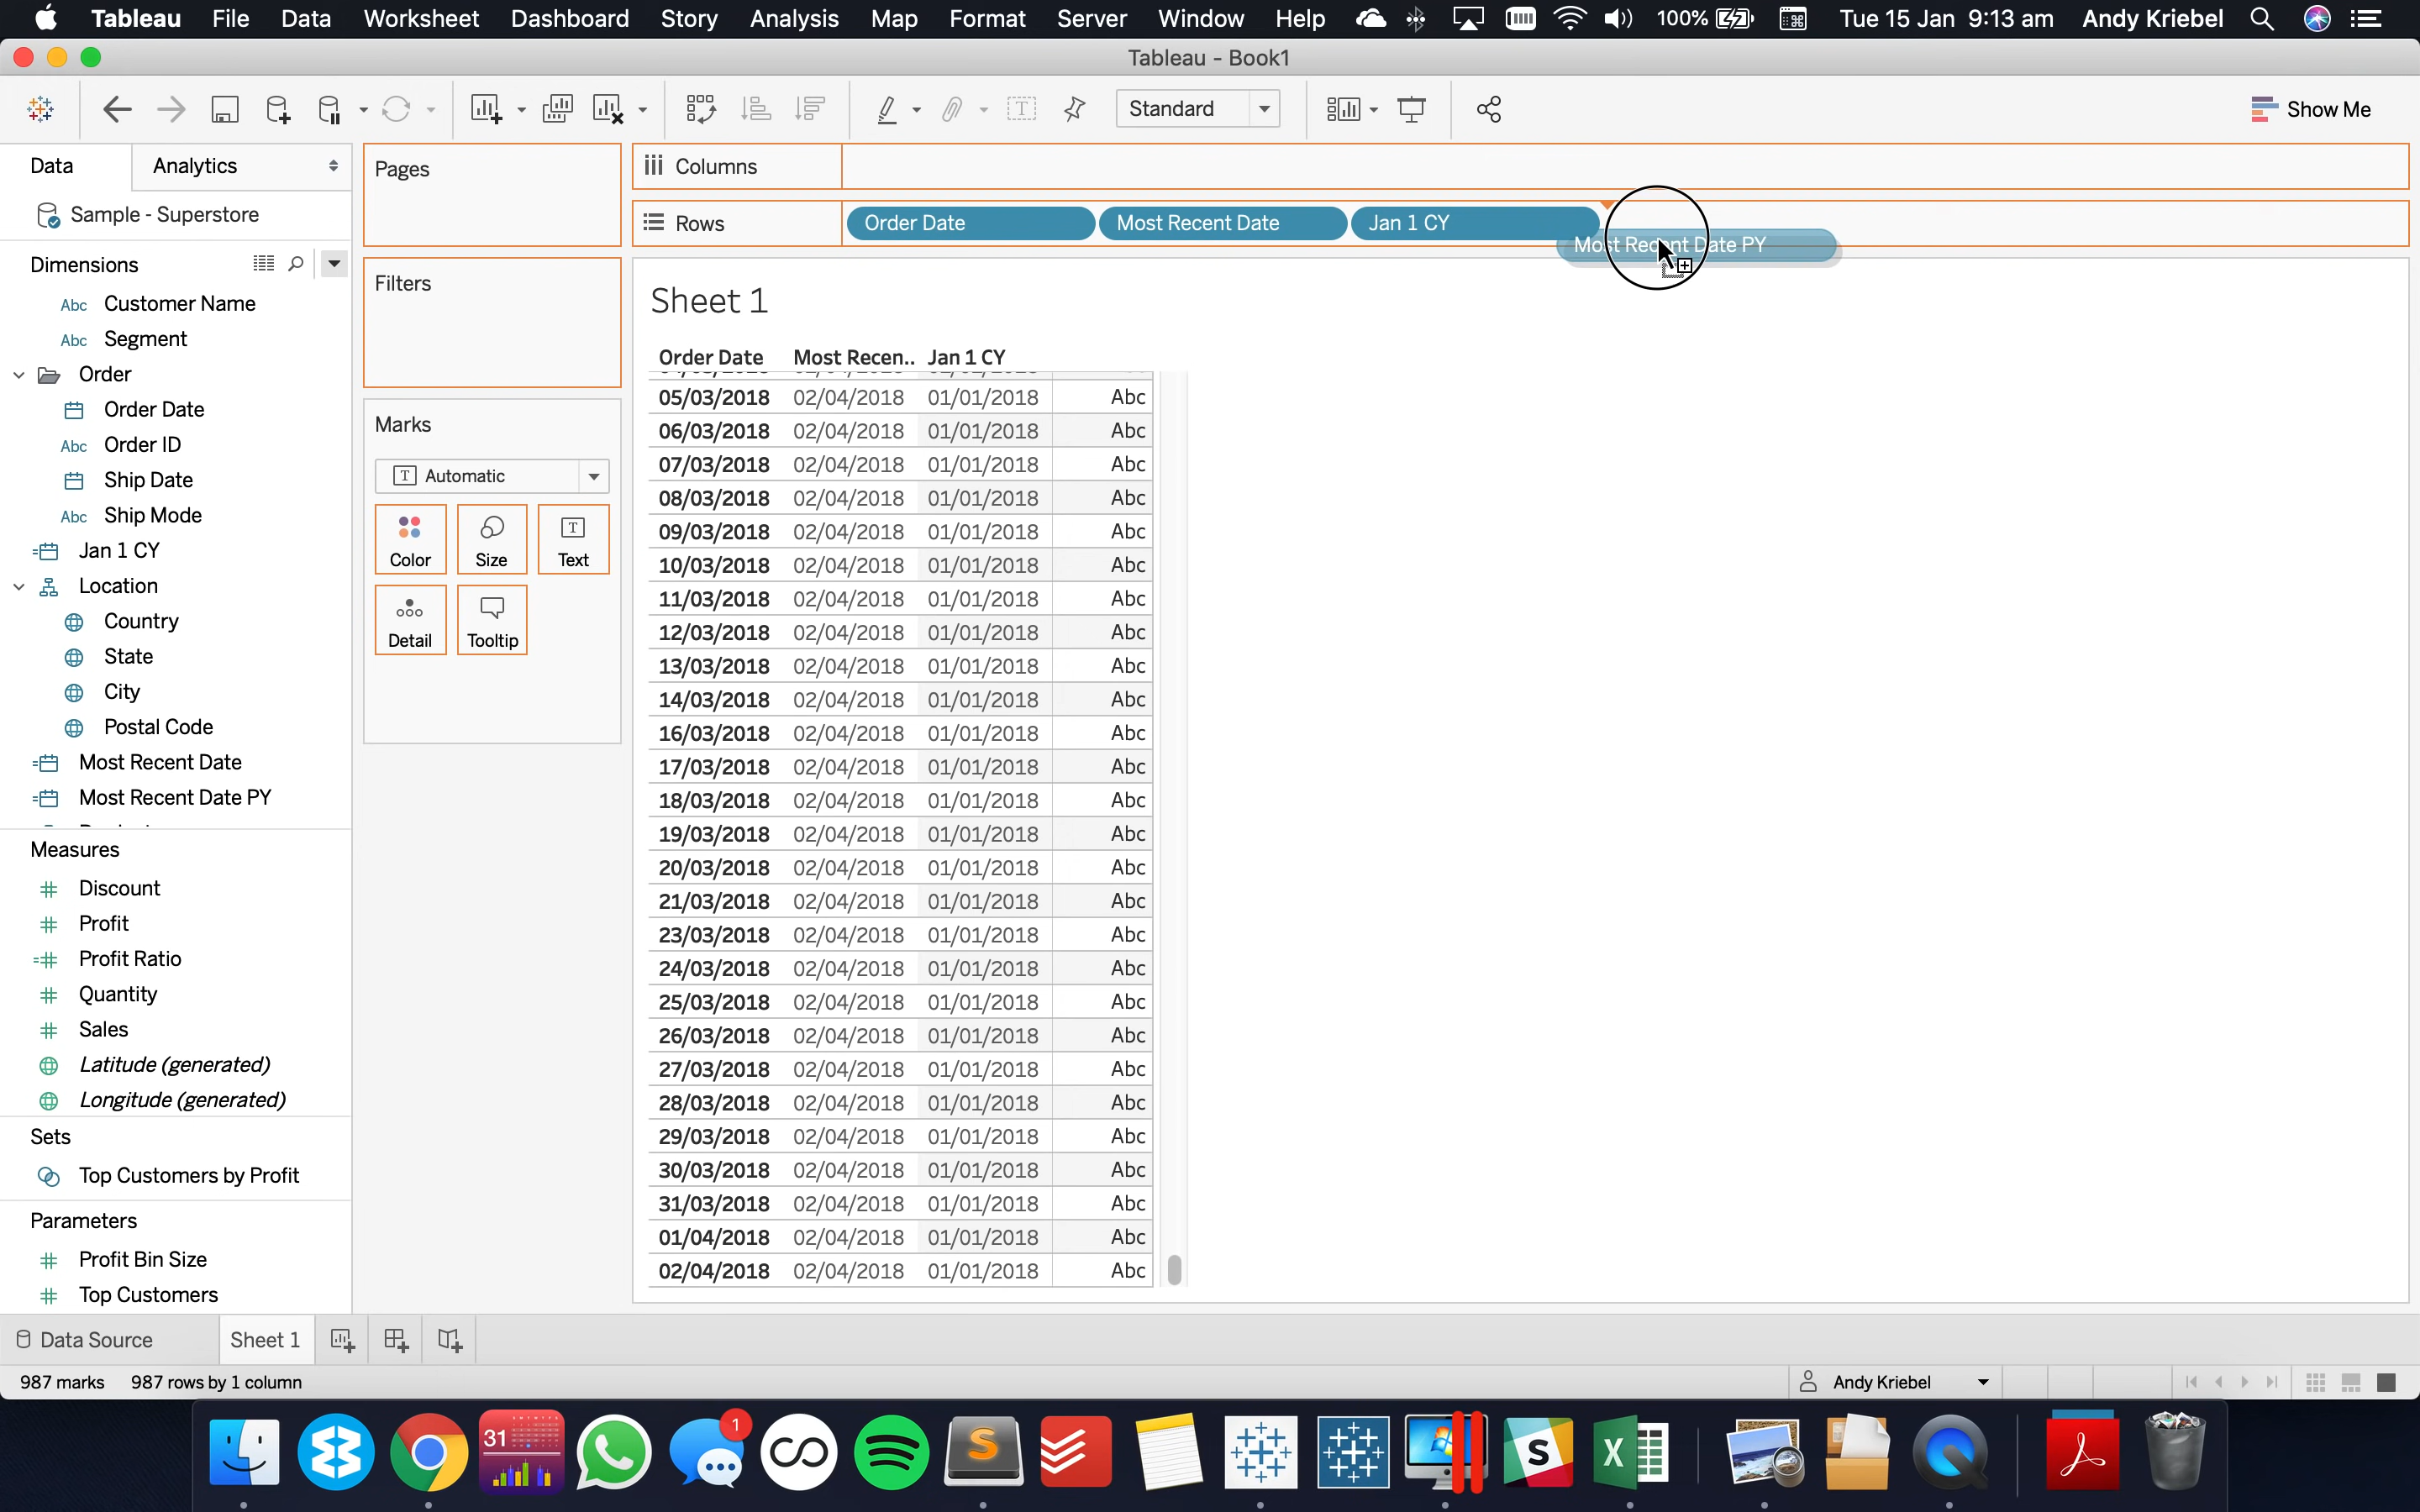 Tableau File Data Worksheet Dashboard Story Analysis Map Format Server Window Help 100% Tue 15 Jan 9:13 am Andy Kriebel
Tableau - Book1
Standard Show Me
Data Analytics
Sample - Superstore
Dimensions
Abc Customer Name
Abc Segment
Order
Order Date
Abc Order ID
Ship Date
Abc Ship Mode
Jan 1 CY
Location
Country
State
City
Postal Code
Most Recent Date
Most Recent Date PY
Measures
Discount
Profit
Profit Ratio
Quantity
Sales
Latitude (generated)
Longitude (generated)
Sets
Top Customers by Profit
Parameters
Profit Bin Size
Top Customers
Pages
Filters
Marks
Automatic
Color Size Text
Detail Tooltip
Columns
Rows Order Date Most Recent Date Jan 1 CY
Most Recent Date PY
Sheet 1
Order Date Most Recen.. Jan 1 CY
05/03/2018 02/04/2018 01/01/2018 Abc
06/03/2018 02/04/2018 01/01/2018 Abc
07/03/2018 02/04/2018 01/01/2018 Abc
08/03/2018 02/04/2018 01/01/2018 Abc
09/03/2018 02/04/2018 01/01/2018 Abc
10/03/2018 02/04/2018 01/01/2018 Abc
11/03/2018 02/04/2018 01/01/2018 Abc
12/03/2018 02/04/2018 01/01/2018 Abc
13/03/2018 02/04/2018 01/01/2018 Abc
14/03/2018 02/04/2018 01/01/2018 Abc
16/03/2018 02/04/2018 01/01/2018 Abc
17/03/2018 02/04/2018 01/01/2018 Abc
18/03/2018 02/04/2018 01/01/2018 Abc
19/03/2018 02/04/2018 01/01/2018 Abc
20/03/2018 02/04/2018 01/01/2018 Abc
21/03/2018 02/04/2018 01/01/2018 Abc
23/03/2018 02/04/2018 01/01/2018 Abc
24/03/2018 02/04/2018 01/01/2018 Abc
25/03/2018 02/04/2018 01/01/2018 Abc
26/03/2018 02/04/2018 01/01/2018 Abc
27/03/2018 02/04/2018 01/01/2018 Abc
28/03/2018 02/04/2018 01/01/2018 Abc
29/03/2018 02/04/2018 01/01/2018 Abc
30/03/2018 02/04/2018 01/01/2018 Abc
31/03/2018 02/04/2018 01/01/2018 Abc
01/04/2018 02/04/2018 01/01/2018 Abc
02/04/2018 02/04/2018 01/01/2018 Abc
Data Source Sheet 1
987 marks 987 rows by 1 column Andy Kriebel
31 1 S S X